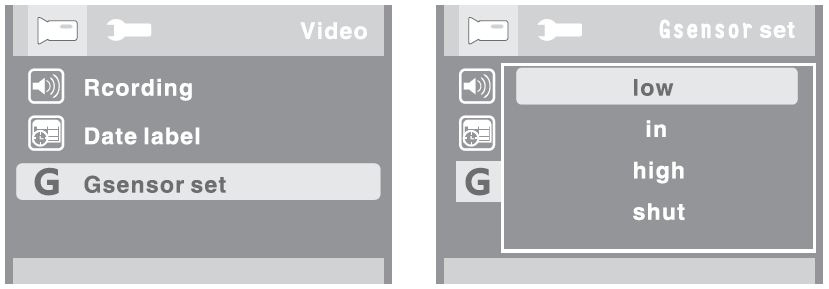 Video
Rcording
Date label
G Gsensor set
Gsensor set
low
in
G high
shut